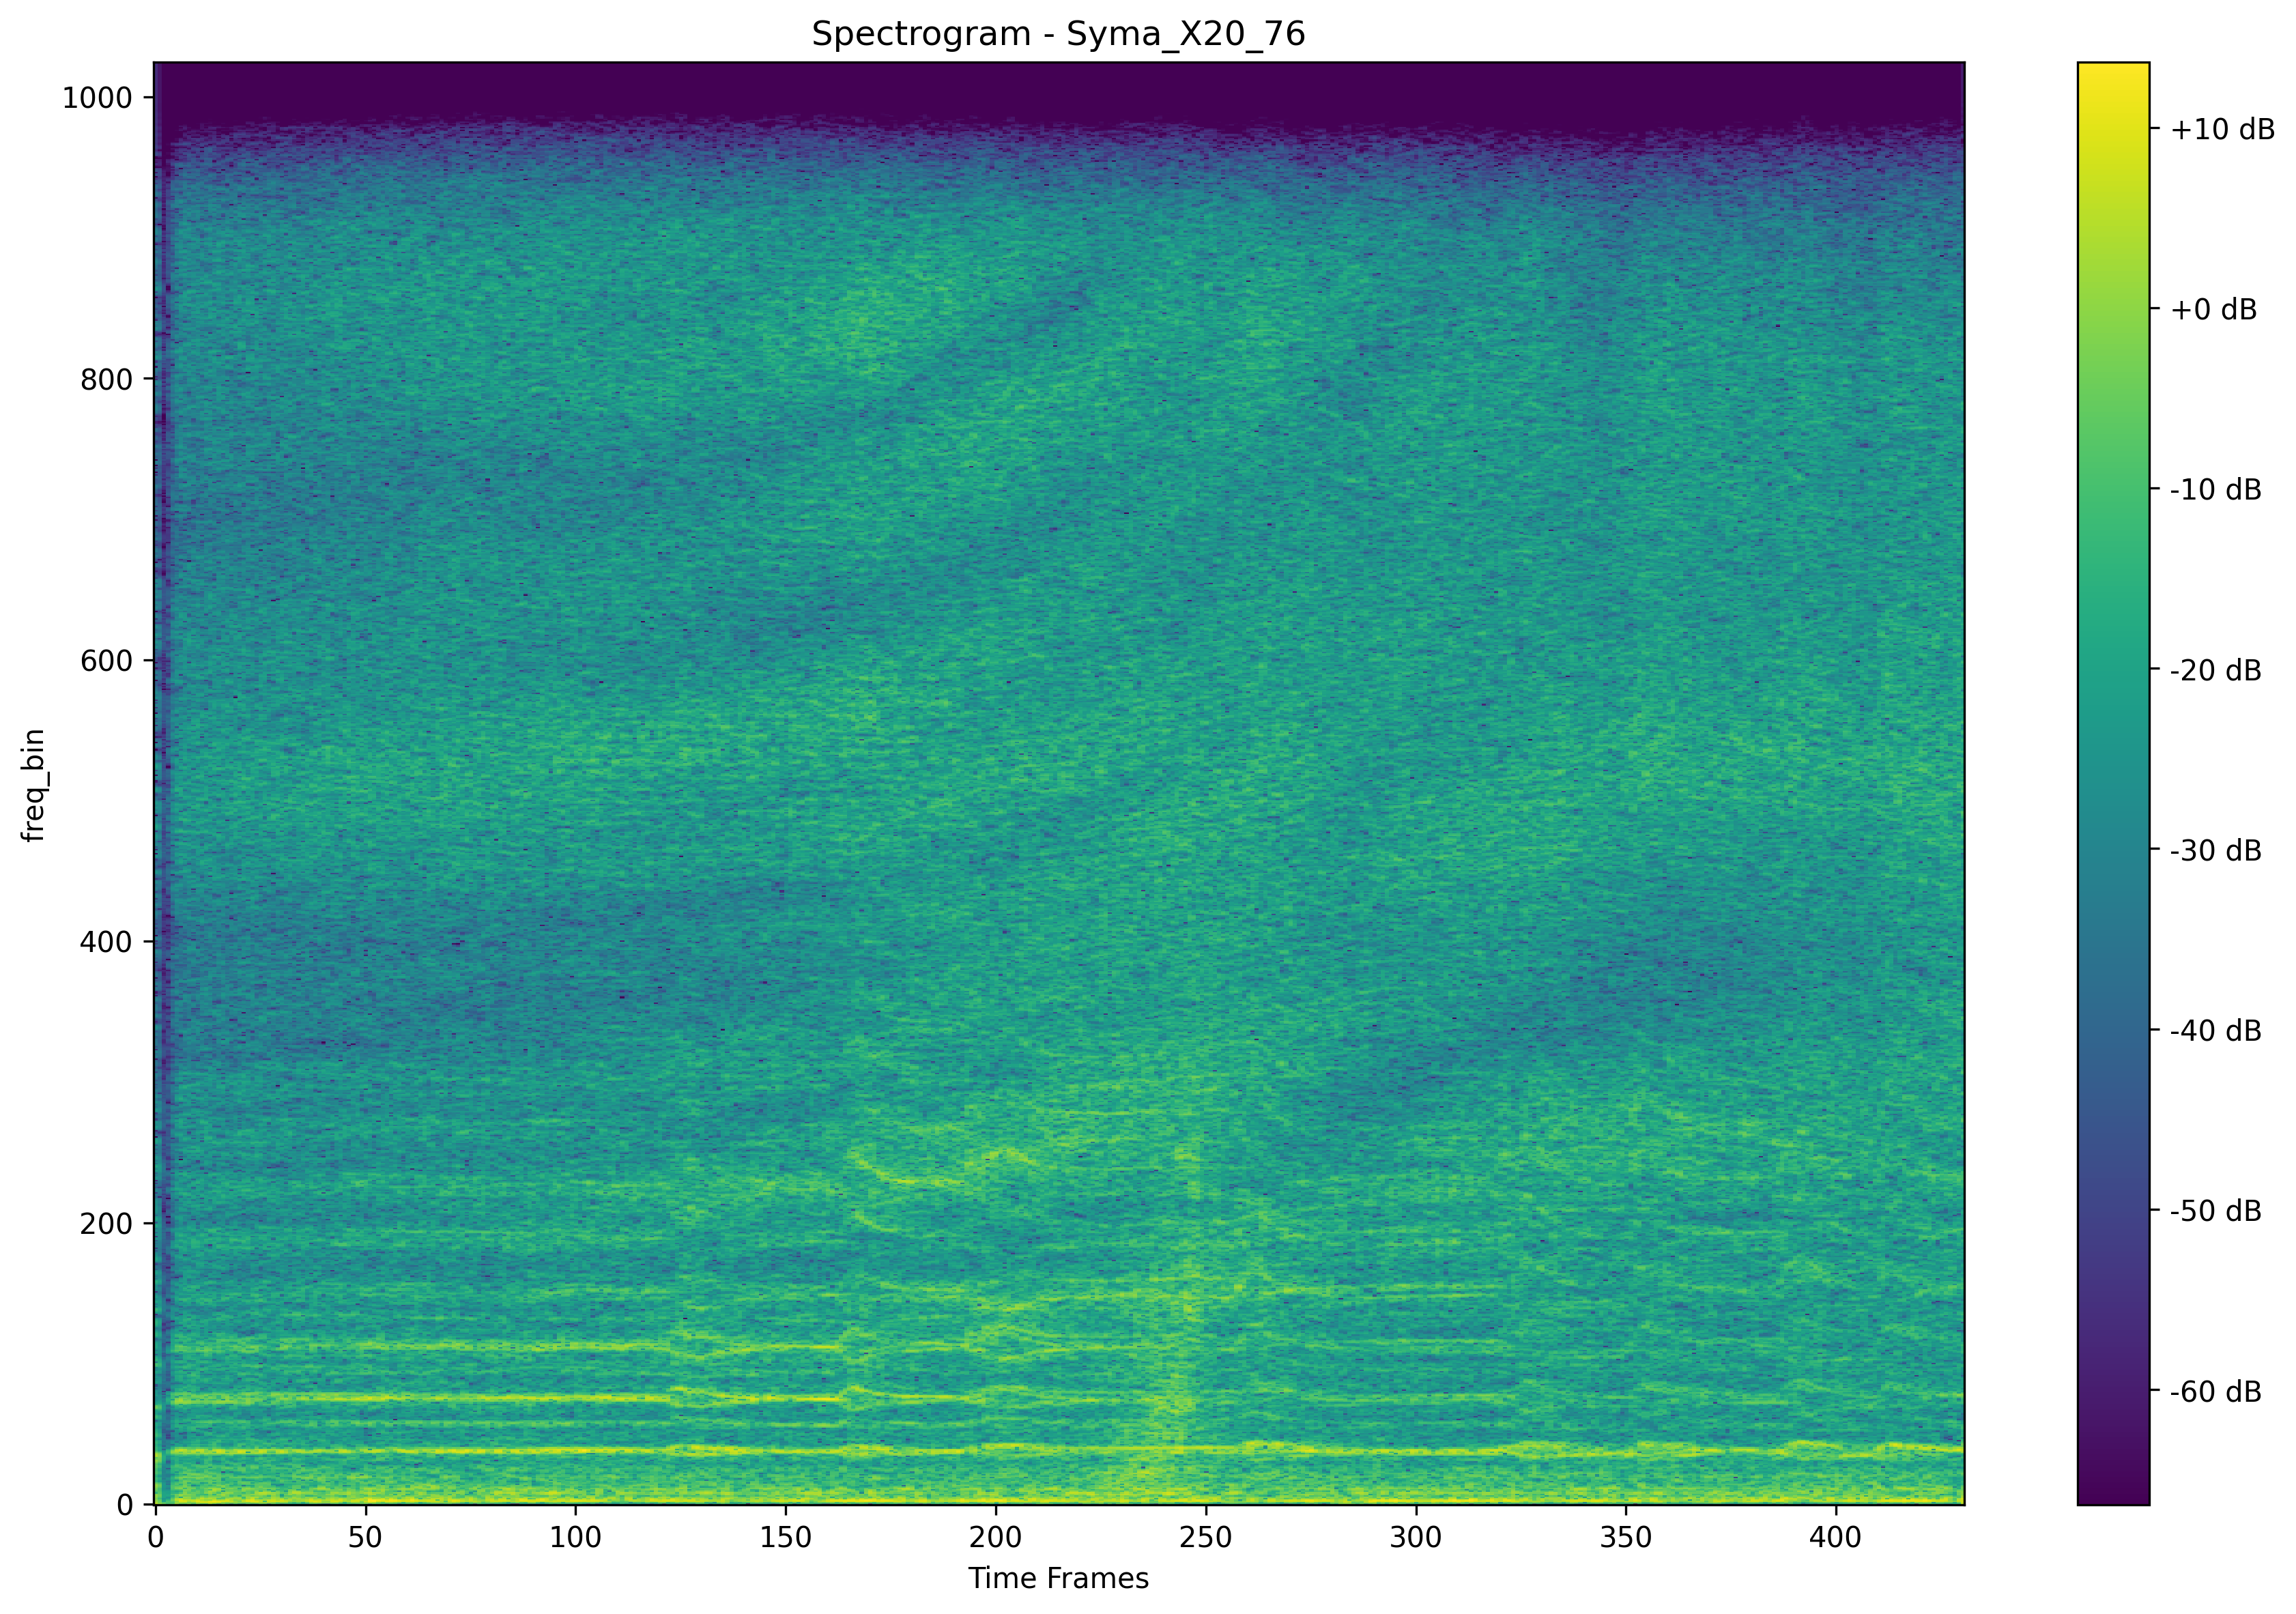 Spectrogram - Syma_X20_76
1000
800
600
400
200
0
freq_bin
0 50 100 150 200 250 300 350 400
Time Frames
+10 dB
+0 dB
-10 dB
-20 dB
-30 dB
-40 dB
-50 dB
-60 dB